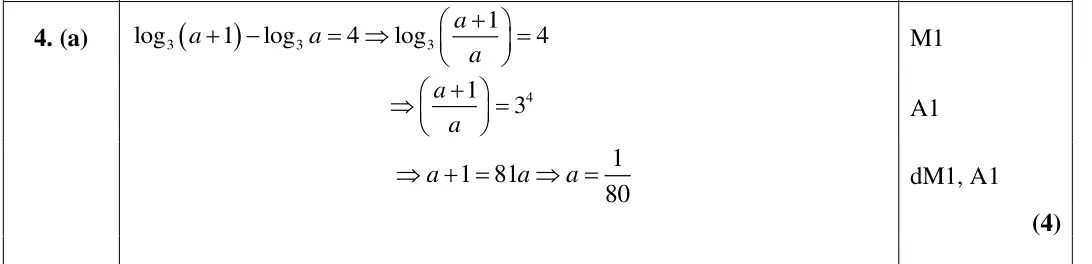 4. (a) log₃(a+1)−log₃ a = 4 ⇒ log₃((a+1)/a) = 4 M1
⇒ ((a+1)/a) = 3⁴ A1
⇒ a+1 = 81a ⇒ a = 1/80 dM1, A1
(4)